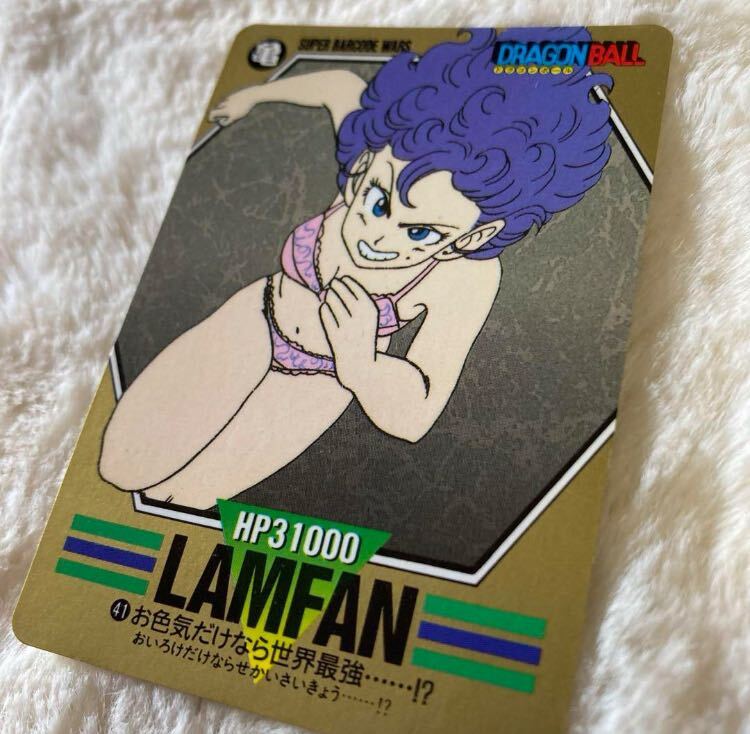 亀
SUPER BARCODE WARS
DRAGON BALL
ドラゴンボール
HP31000
LAMFAN
41 お色気だけなら世界最強……!?
おいろけだけならせかいさいきょう……!?